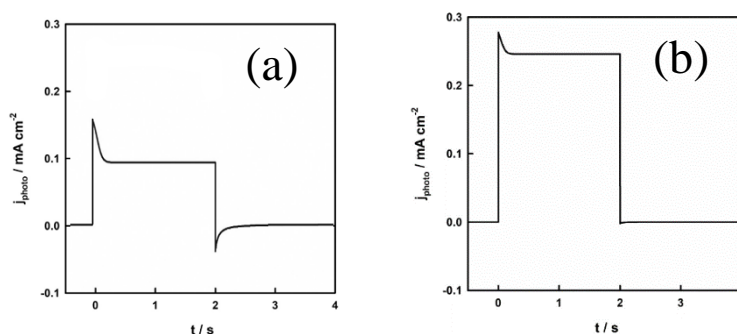 (a)
0.3
0.2
0.1
0.0
-0.1
j_photo / mA cm⁻²
0 1 2 3 4
t / s
(b)
0.3
0.2
0.1
0.0
-0.1
j_photo / mA cm⁻²
0 1 2 3
t / s